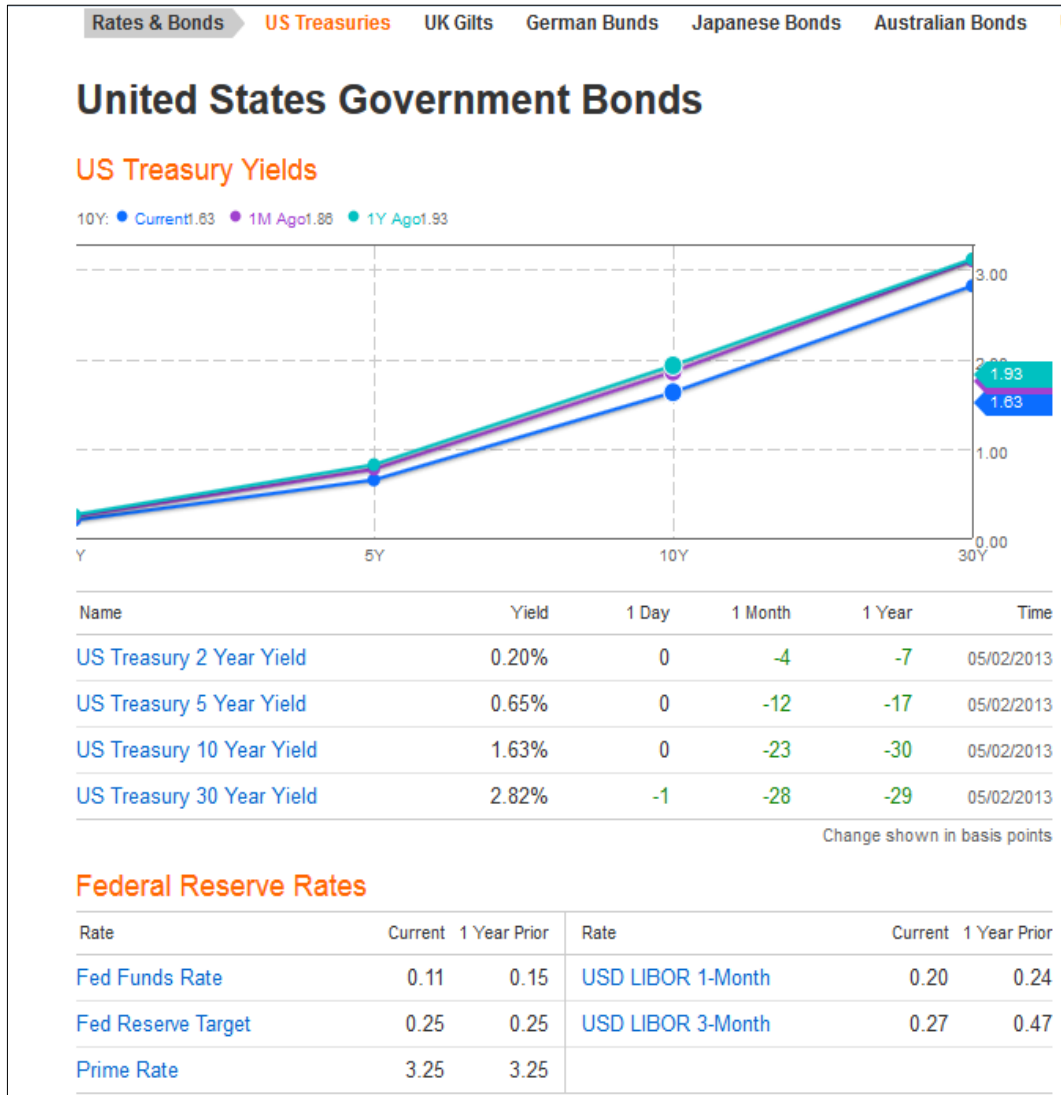 Rates & Bonds US Treasuries UK Gilts German Bunds Japanese Bonds Australian Bonds
United States Government Bonds
US Treasury Yields
10Y: Current1.63 1M Ago1.86 1Y Ago1.93
3.00
1.93
1.63
1.00
0.00
Y 5Y 10Y 30Y
Name Yield 1 Day 1 Month 1 Year Time
US Treasury 2 Year Yield 0.20% 0 -4 -7 05/02/2013
US Treasury 5 Year Yield 0.65% 0 -12 -17 05/02/2013
US Treasury 10 Year Yield 1.63% 0 -23 -30 05/02/2013
US Treasury 30 Year Yield 2.82% -1 -28 -29 05/02/2013
Change shown in basis points
Federal Reserve Rates
Rate Current 1 Year Prior Rate Current 1 Year Prior
Fed Funds Rate 0.11 0.15 USD LIBOR 1-Month 0.20 0.24
Fed Reserve Target 0.25 0.25 USD LIBOR 3-Month 0.27 0.47
Prime Rate 3.25 3.25